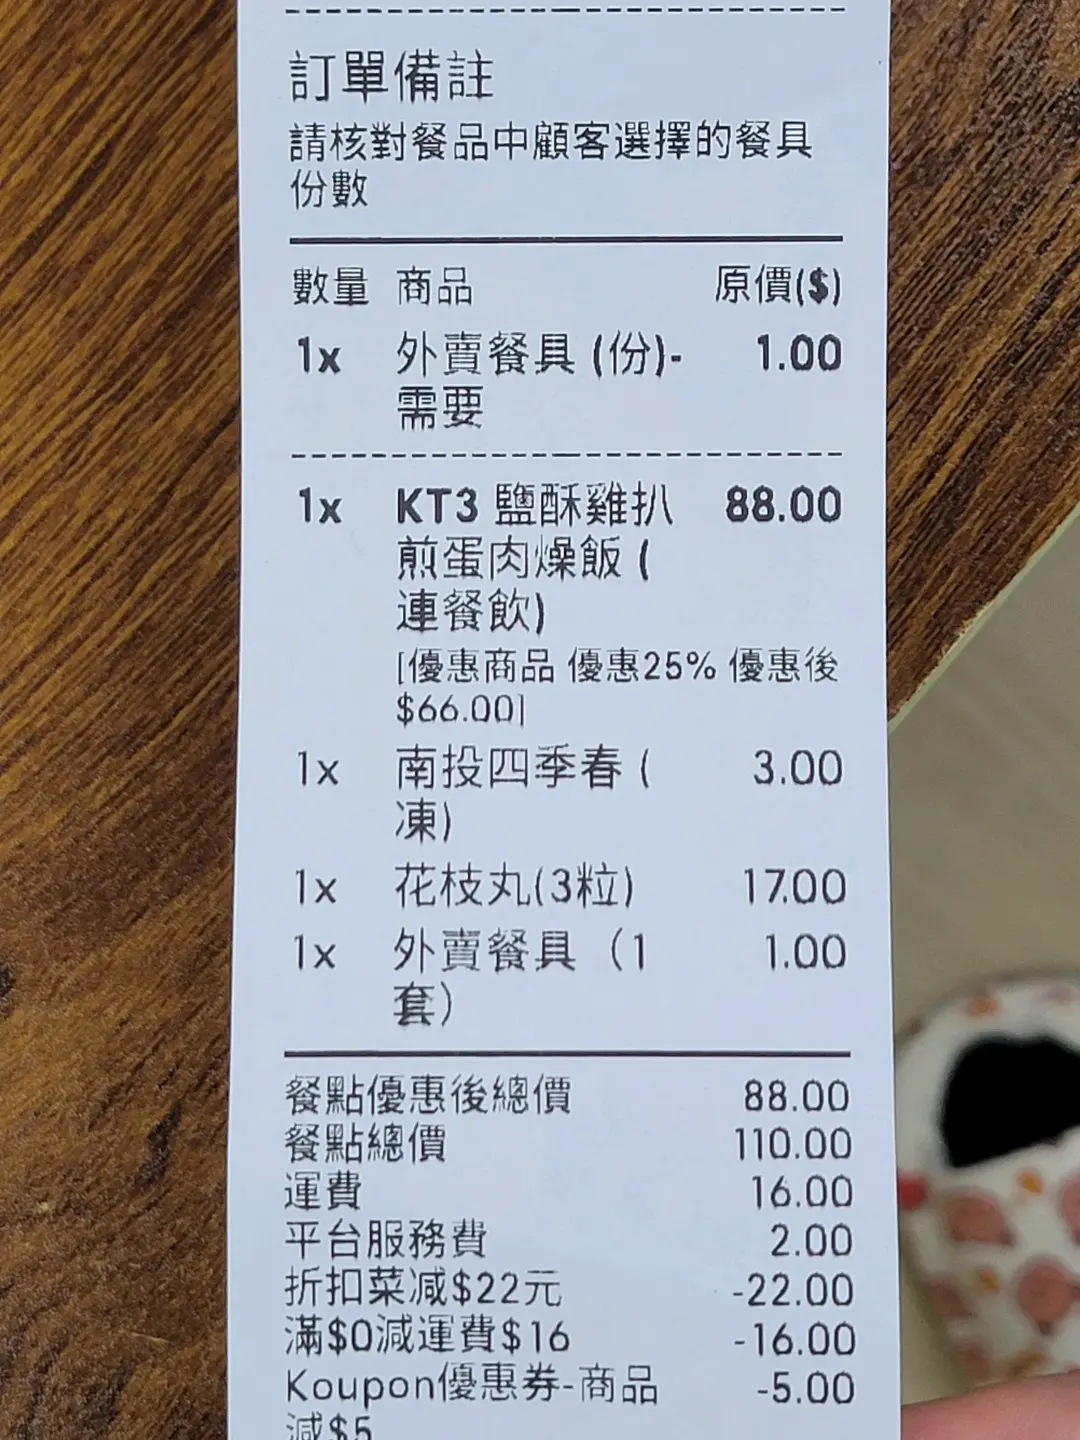 訂單備註
請核對餐品中顧客選擇的餐具
份數
數量 商品 原價($)
1x 外賣餐具 (份)- 1.00
需要
1x KT3 鹽酥雞扒 88.00
煎蛋肉燥飯 (
連餐飲)
[優惠商品 優惠25% 優惠後
$66.00]
1x 南投四季春 ( 3.00
凍)
1x 花枝丸(3粒) 17.00
1x 外賣餐具（1 1.00
套）
餐點優惠後總價 88.00
餐點總價 110.00
運費 16.00
平台服務費 2.00
折扣菜減$22元 -22.00
滿$0減運費$16 -16.00
Koupon優惠券-商品 -5.00
減$5